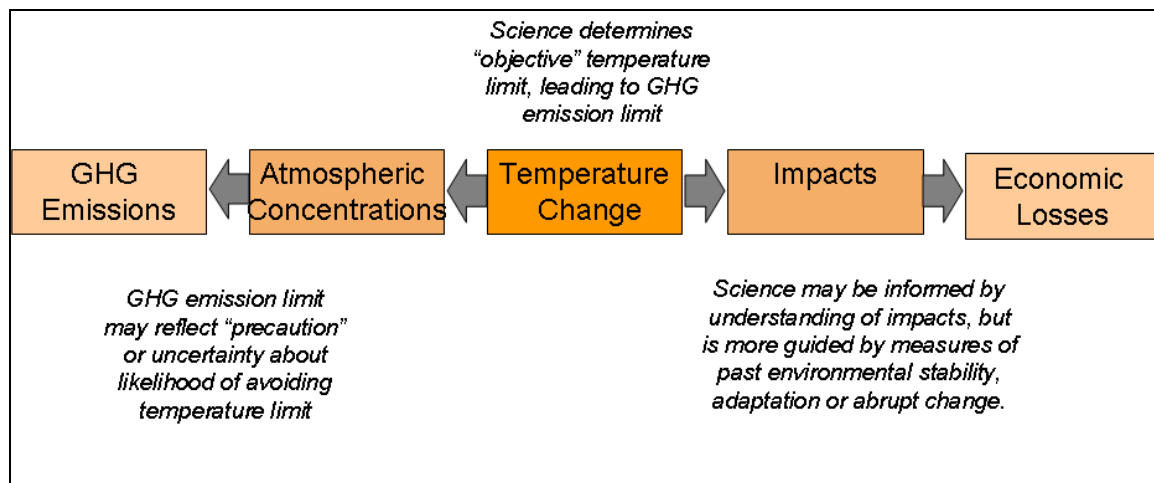 Science determines
“objective” temperature
limit, leading to GHG
emission limit
GHG
Emissions
Atmospheric
Concentrations
Temperature
Change
Impacts
Economic
Losses
GHG emission limit
may reflect “precaution”
or uncertainty about
likelihood of avoiding
temperature limit
Science may be informed by
understanding of impacts, but
is more guided by measures of
past environmental stability,
adaptation or abrupt change.